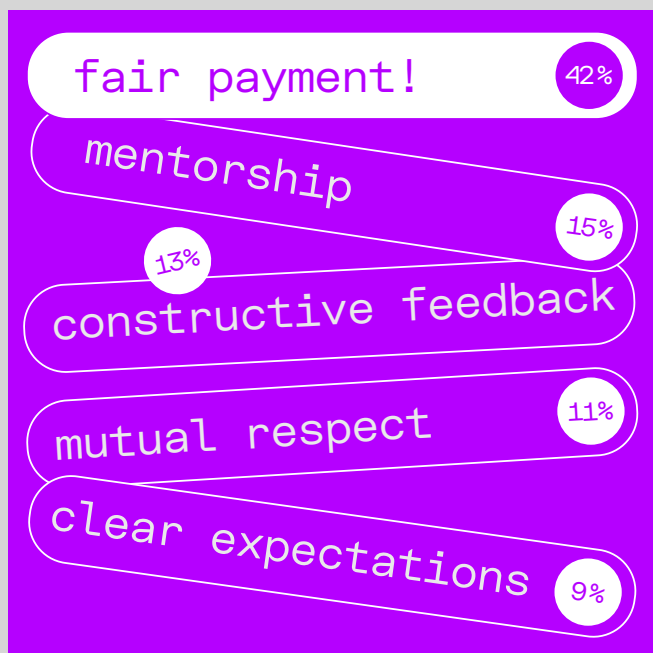 fair payment! 42%
mentorship 15%
13%
constructive feedback
mutual respect 11%
clear expectations 9%